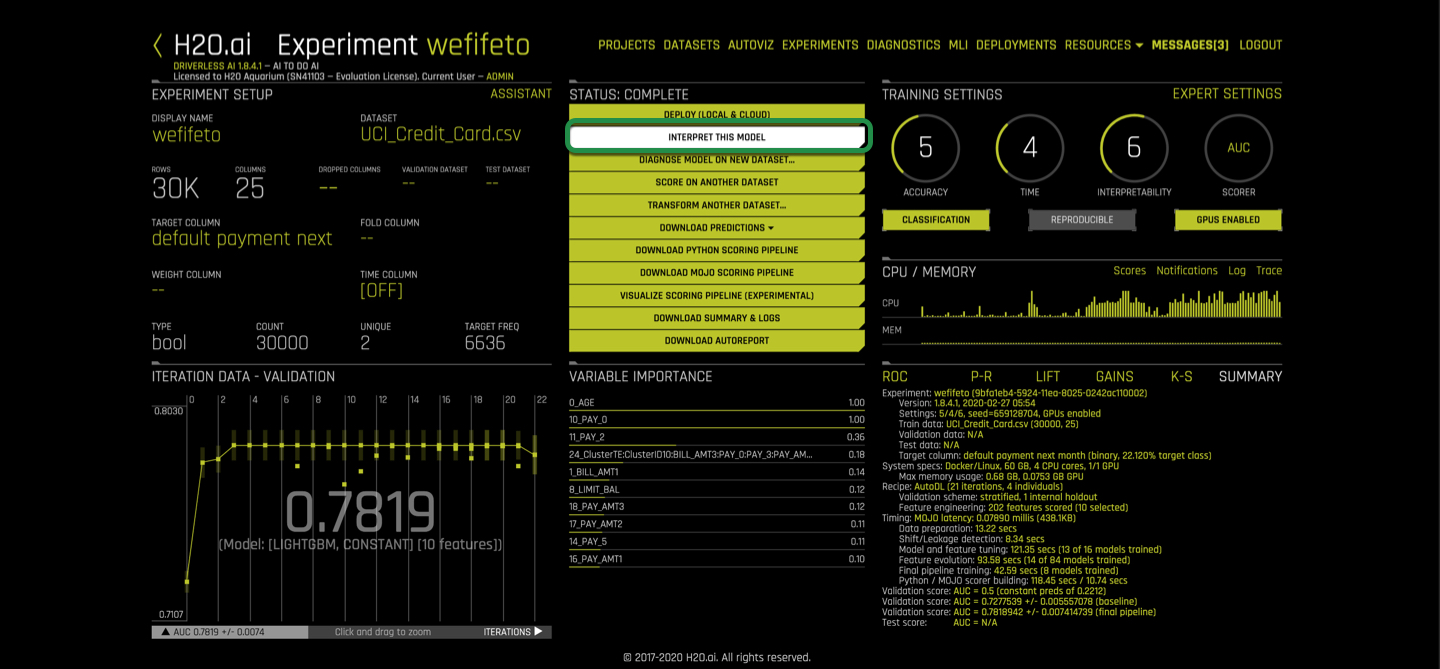 H2O.ai Experiment wefifeto
DRIVERLESS AI 1.8.4.1 – AI TO DO AI
Licensed to H2O Aquarium (SN41103 – Evaluation License). Current User – ADMIN
PROJECTS DATASETS AUTOVIZ EXPERIMENTS DIAGNOSTICS MLI DEPLOYMENTS RESOURCES MESSAGES[3] LOGOUT
EXPERIMENT SETUP ASSISTANT
DISPLAY NAME DATASET
wefifeto UCI_Credit_Card.csv
ROWS COLUMNS DROPPED COLUMNS VALIDATION DATASET TEST DATASET
30K 25 -- -- --
TARGET COLUMN FOLD COLUMN
default payment next --
WEIGHT COLUMN TIME COLUMN
-- [OFF]
TYPE COUNT UNIQUE TARGET FREQ
bool 30000 2 6636
STATUS: COMPLETE
DEPLOY (LOCAL & CLOUD)
INTERPRET THIS MODEL
DIAGNOSE MODEL ON NEW DATASET...
SCORE ON ANOTHER DATASET
TRANSFORM ANOTHER DATASET...
DOWNLOAD PREDICTIONS
DOWNLOAD PYTHON SCORING PIPELINE
DOWNLOAD MOJO SCORING PIPELINE
VISUALIZE SCORING PIPELINE (EXPERIMENTAL)
DOWNLOAD SUMMARY & LOGS
DOWNLOAD AUTOREPORT
TRAINING SETTINGS EXPERT SETTINGS
5 4 6 AUC
ACCURACY TIME INTERPRETABILITY SCORER
CLASSIFICATION REPRODUCIBLE GPUS ENABLED
CPU / MEMORY Scores Notifications Log Trace
CPU
MEM
ITERATION DATA - VALIDATION
0 2 4 6 8 10 12 14 16 18 20 22
0.8030
0.7819
(Model: [LIGHTGBM, CONSTANT] [10 features])
0.7107
▲ AUC 0.7819 +/- 0.0074 Click and drag to zoom ITERATIONS ▶
VARIABLE IMPORTANCE
0_AGE 1.00
10_PAY_0 1.00
11_PAY_2 0.36
24_ClusterTE:ClusterID10:BILL_AMT3:PAY_0:PAY_3:PAY_AM... 0.18
1_BILL_AMT1 0.14
8_LIMIT_BAL 0.12
18_PAY_AMT3 0.12
17_PAY_AMT2 0.11
14_PAY_5 0.11
16_PAY_AMT1 0.10
ROC P-R LIFT GAINS K-S SUMMARY
Experiment: wefifeto (9bfa1eb4-5924-11ea-8025-0242ac110002)
Version: 1.8.4.1, 2020-02-27 05:54
Settings: 5/4/6, seed=659128704, GPUs enabled
Train data: UCI_Credit_Card.csv (30000, 25)
Validation data: N/A
Test data: N/A
Target column: default payment next month (binary, 22.120% target class)
System specs: Docker/Linux, 60 GB, 4 CPU cores, 1/1 GPU
Max memory usage: 0.68 GB, 0.0753 GB GPU
Recipe: AutoDL (21 iterations, 4 individuals)
Validation scheme: stratified, 1 internal holdout
Feature engineering: 202 features scored (10 selected)
Timing: MOJO latency: 0.07890 millis (438.1KB)
Data preparation: 13.22 secs
Shift/Leakage detection: 8.34 secs
Model and feature tuning: 121.35 secs (13 of 16 models trained)
Feature evolution: 93.58 secs (14 of 84 models trained)
Final pipeline training: 42.59 secs (8 models trained)
Python / MOJO scorer building: 118.45 secs / 10.74 secs
Validation score: AUC = 0.5 (constant preds of 0.2212)
Validation score: AUC = 0.7277539 +/- 0.005557078 (baseline)
Validation score: AUC = 0.7818942 +/- 0.007414739 (final pipeline)
Test score: AUC = N/A
© 2017-2020 H2O.ai. All rights reserved.